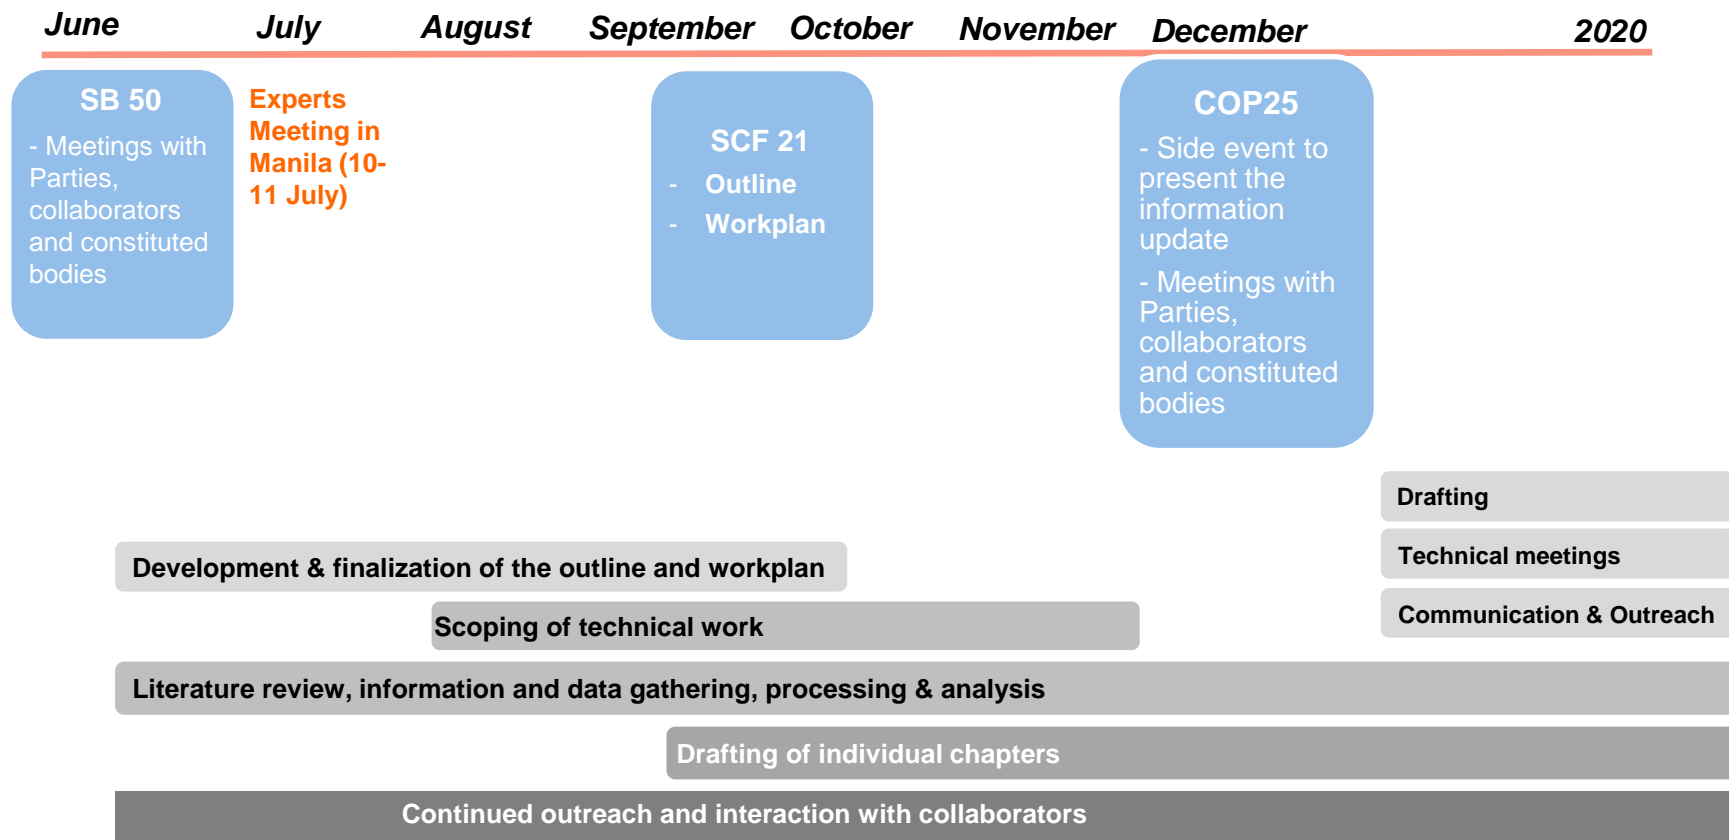 June July August September October November December 2020
SB 50
- Meetings with
Parties,
collaborators
and constituted
bodies
Experts
Meeting in
Manila (10-
11 July)
SCF 21
- Outline
- Workplan
COP25
- Side event to
present the
information
update
- Meetings with
Parties,
collaborators
and constituted
bodies
Drafting
Technical meetings
Communication & Outreach
Development & finalization of the outline and workplan
Scoping of technical work
Literature review, information and data gathering, processing & analysis
Drafting of individual chapters
Continued outreach and interaction with collaborators